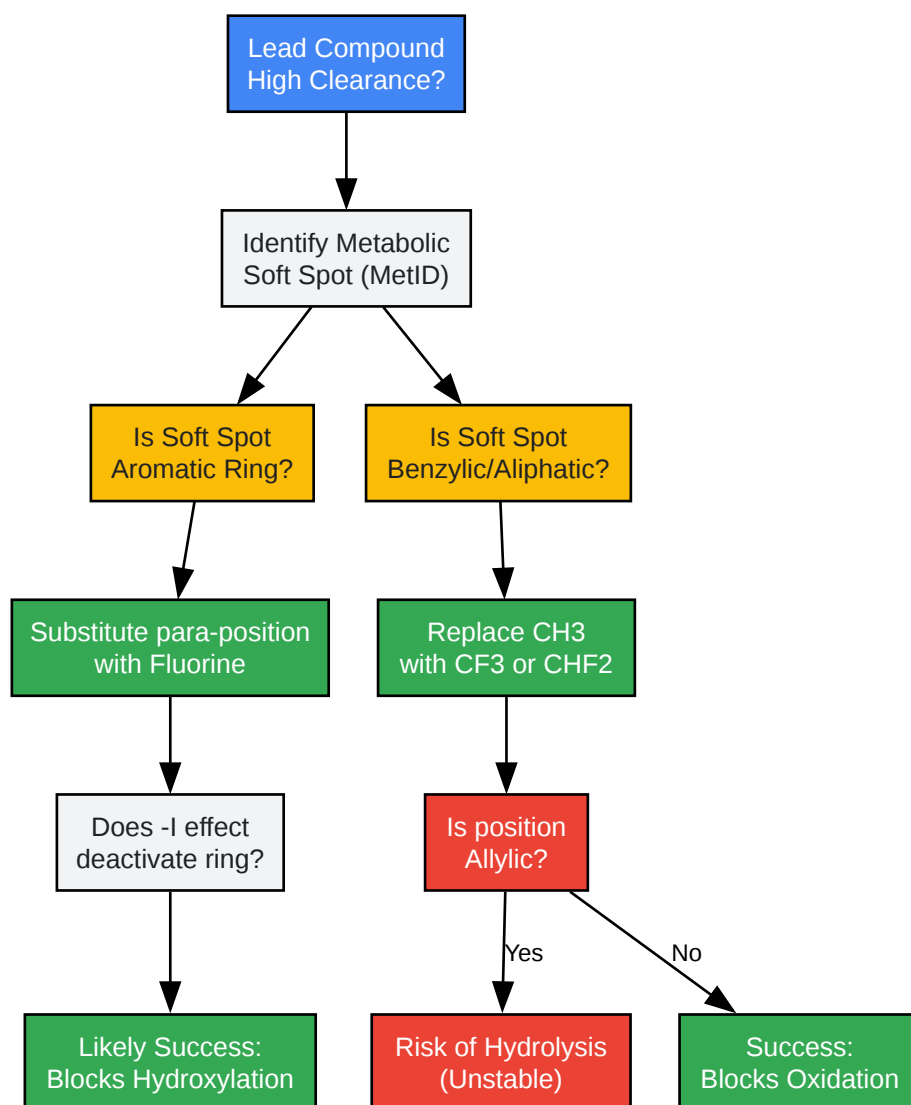 Lead Compound
High Clearance?
Identify Metabolic
Soft Spot (MetID)
Is Soft Spot
Aromatic Ring?
Is Soft Spot
Benzylic/Aliphatic?
Substitute para-position
with Fluorine
Replace CH3
with CF3 or CHF2
Does -I effect
deactivate ring?
Is position
Allylic?
Yes
No
Likely Success:
Blocks Hydroxylation
Risk of Hydrolysis
(Unstable)
Success:
Blocks Oxidation